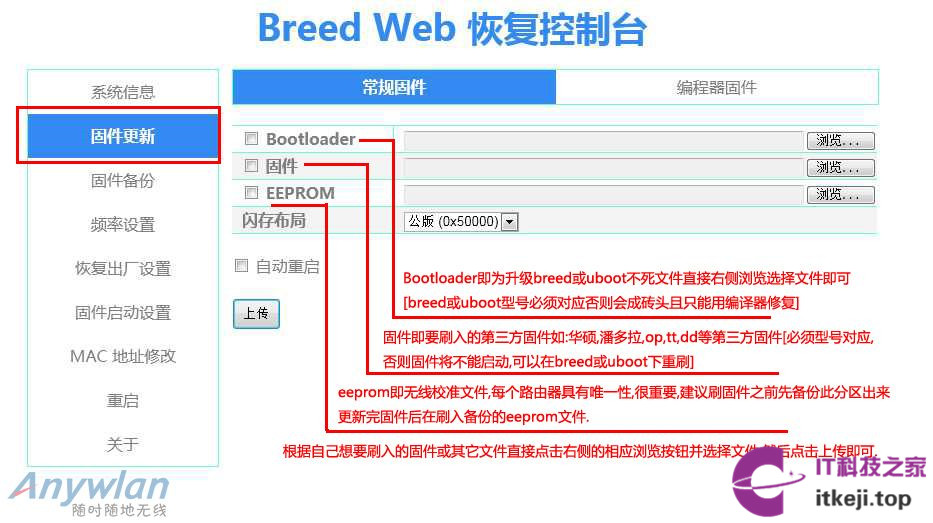 Breed Web 恢复控制台
系统信息
固件更新
固件备份
频率设置
恢复出厂设置
固件启动设置
MAC 地址修改
重启
关于
常规固件
编程器固件
Bootloader
浏览...
固件
浏览...
EEPROM
浏览...
闪存布局
公版 (0x50000)
自动重启
上传
Bootloader即为升级breed或uboot不死文件直接右侧浏览选择文件即可
[breed或uboot型号必须对应否则会成砖头且只能用编译器修复]
固件即要刷入的第三方固件如:华硕,潘多拉,op,tt,dd等第三方固件[必须型号对应,
否则固件将不能启动,可以在breed或uboot下重刷]
eeprom即无线校准文件,每个路由器具有唯一性,很重要,建议刷固件之前先备份此分区出来
更新完固件后在刷入备份的eeprom文件.
根据自己想要刷入的固件或其它文件直接点击右侧的相应浏览按钮并选择文件,然后点击上传即可.
Anywlan
随时随地无线
IT科技之家
itkeji.top